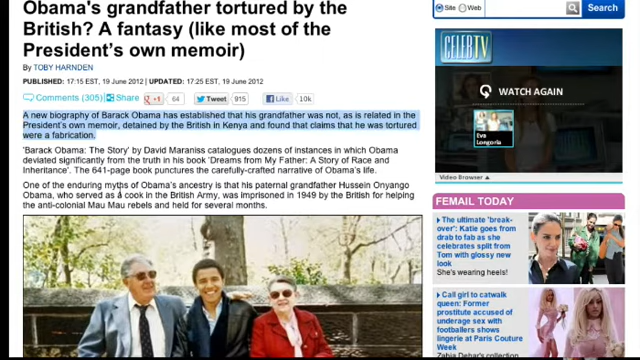 Obama's grandfather tortured by the
British? A fantasy (like most of the
President's own memoir)
By TOBY HARNDEN
PUBLISHED: 17:15 EST, 19 June 2012 | UPDATED: 17:25 EST, 19 June 2012
Comments (305) Share +1 64 Tweet 915 Like 10k
A new biography of Barack Obama has established that his grandfather was not, as is related in the
President's own memoir, detained by the British in Kenya and found that claims that he was tortured
were a fabrication.
'Barack Obama: The Story' by David Maraniss catalogues dozens of instances in which Obama
deviated significantly from the truth in his book 'Dreams from My Father: A Story of Race and
Inheritance'. The 641-page book punctures the carefully-crafted narrative of Obama's life.
One of the enduring myths of Obama's ancestry is that his paternal grandfather Hussein Onyango
Obama, who served as a cook in the British Army, was imprisoned in 1949 by the British for helping
the anti-colonial Mau Mau rebels and held for several months.
Site Web Search
CELEBTV
WATCH AGAIN
Eva
Longoria
Video Browser
FEMAIL TODAY
The ultimate 'break-
over': Katie goes from
drab to fab as she
celebrates split from
Tom with glossy new
look
She's wearing heels!
Call girl to catwalk
queen: Former
prostitute accused of
underage sex with
footballers shows
lingerie at Paris Couture
Week
Zahia Dehar's collection